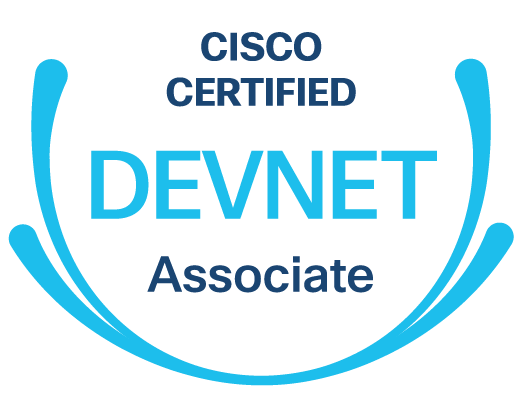 CISCO
CERTIFIED
DEVNET
Associate